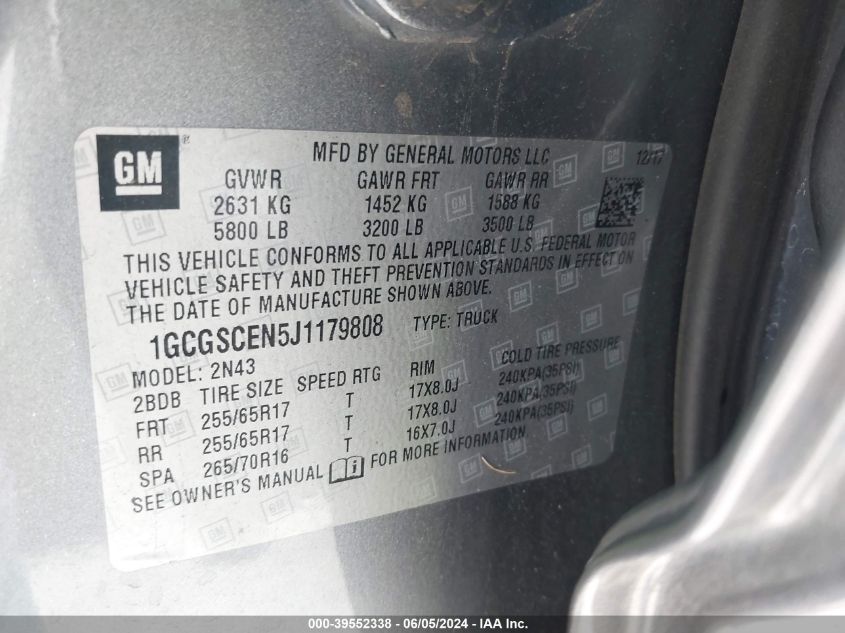 GM
®
MFD BY GENERAL MOTORS LLC 12/17
GVWR GAWR FRT GAWR RR
2631 KG 1452 KG 1588 KG
5800 LB 3200 LB 3500 LB
THIS VEHICLE CONFORMS TO ALL APPLICABLE U.S. FEDERAL MOTOR
VEHICLE SAFETY AND THEFT PREVENTION STANDARDS IN EFFECT ON
THE DATE OF MANUFACTURE SHOWN ABOVE.
1GCGSCEN5J1179808 TYPE: TRUCK
MODEL: 2N43
2BDB TIRE SIZE SPEED RTG RIM COLD TIRE PRESSURE
FRT 255/65R17 T 17X8.0J 240KPA(35PSI)
RR 255/65R17 T 17X8.0J 240KPA(35PSI)
SPA 265/70R16 T 16X7.0J 240KPA(35PSI)
SEE OWNER'S MANUAL FOR MORE INFORMATION
000-39552338 - 06/05/2024 - IAA Inc.